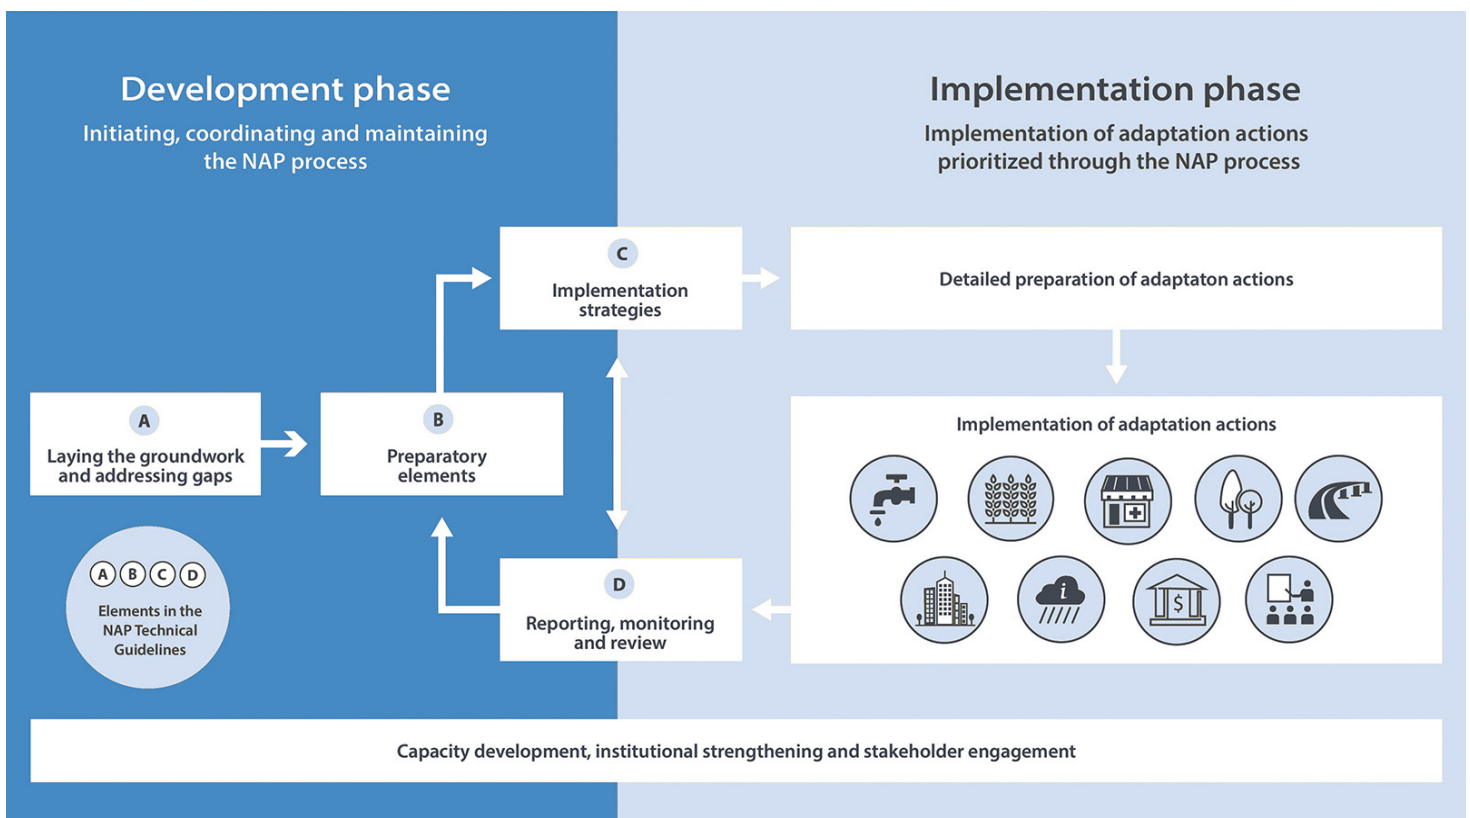 Development phase
Initiating, coordinating and maintaining
the NAP process
Implementation phase
Implementation of adaptation actions
prioritized through the NAP process
C
Implementation
strategies
Detailed preparation of adaptaton actions
A
Laying the groundwork
and addressing gaps
B
Preparatory
elements
Implementation of adaptation actions
i
$
D
Reporting, monitoring
and review
A B C D
Elements in the
NAP Technical
Guidelines
Capacity development, institutional strengthening and stakeholder engagement